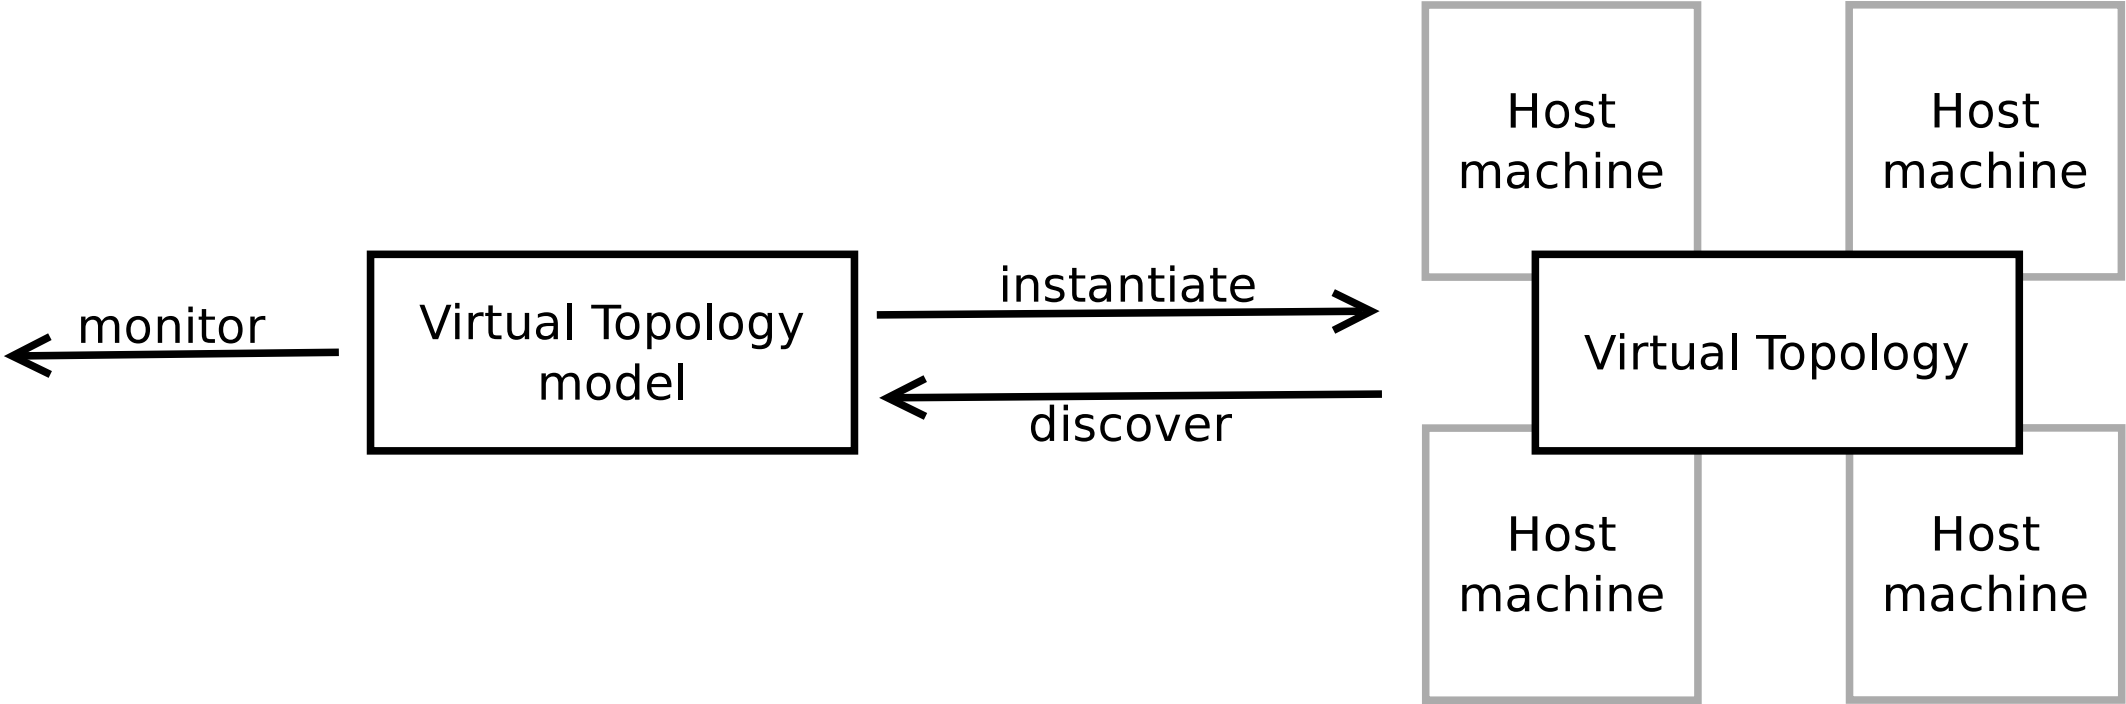 Host
machine
Host
machine
monitor
Virtual Topology
model
instantiate
discover
Virtual Topology
Host
machine
Host
machine